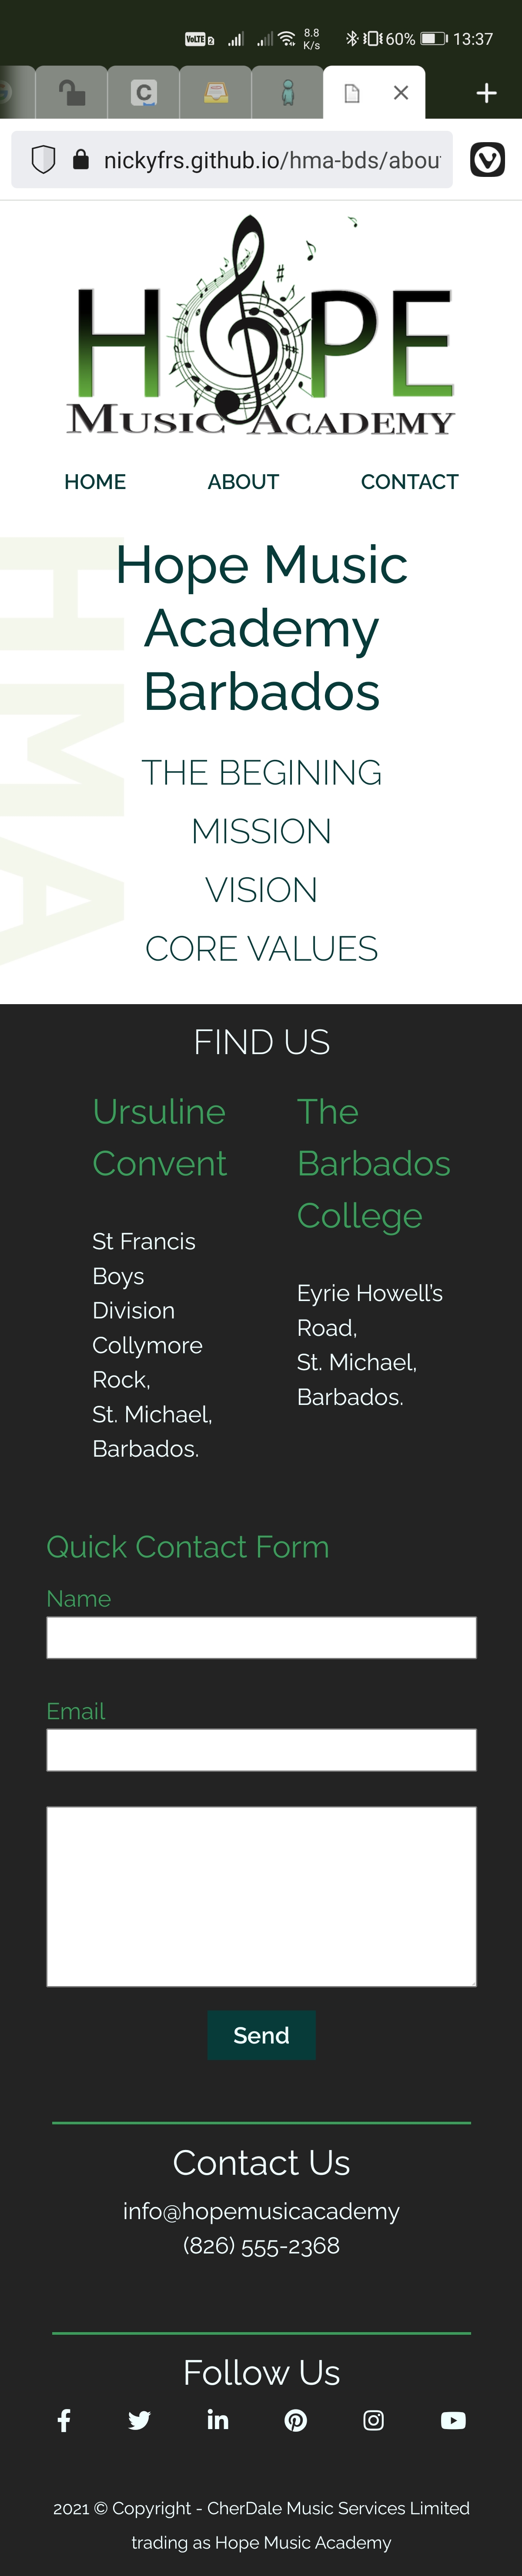 VoLTE 2 8.8 K/s 60% 13:37
C
nickyfrs.github.io/hma-bds/abou
HOPE
MUSIC ACADEMY
HOME ABOUT CONTACT
HMA
Hope Music
Academy
Barbados
THE BEGINING
MISSION
VISION
CORE VALUES
FIND US
Ursuline
Convent
St Francis
Boys
Division
Collymore
Rock,
St. Michael,
Barbados.
The
Barbados
College
Eyrie Howell's
Road,
St. Michael,
Barbados.
Quick Contact Form
Name
Email
Send
Contact Us
info@hopemusicacademy
(826) 555-2368
Follow Us
2021 © Copyright - CherDale Music Services Limited
trading as Hope Music Academy